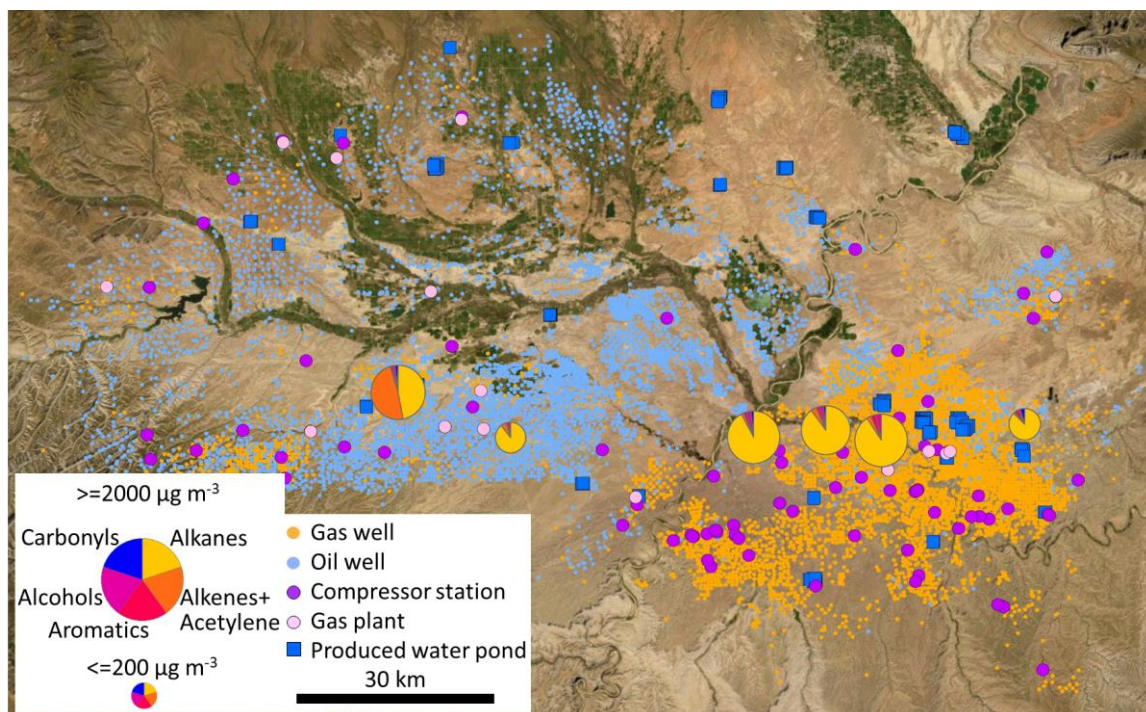 >=2000 µg m⁻³
Carbonyls
Alkanes
Alcohols
Alkenes+
Acetylene
Aromatics
<=200 µg m⁻³
Gas well
Oil well
Compressor station
Gas plant
Produced water pond
30 km